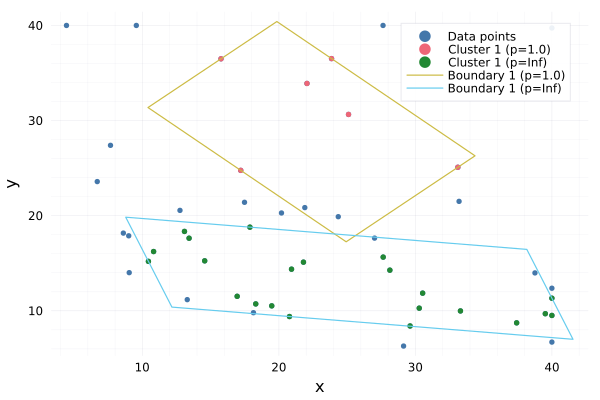 40
30
20
10
10
20
30
40
x
y
Data points
Cluster 1 (p=1.0)
Cluster 1 (p=Inf)
Boundary 1 (p=1.0)
Boundary 1 (p=Inf)